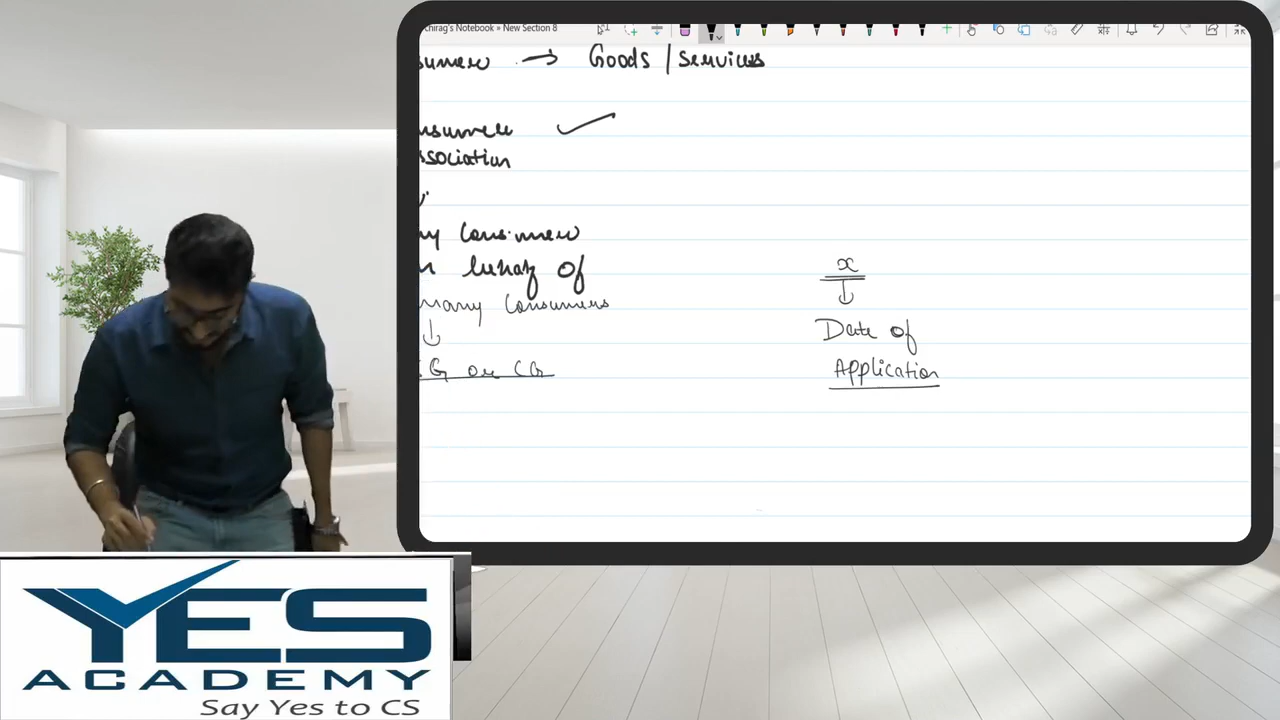 chirag's Notebook » New Section 8
sumer → Goods / Services
nsumer ✓
ssociation
ny Consumer
behalf of
many Consumers
G or CG
x
Date of
Application
YES
ACADEMY
Say Yes to CS